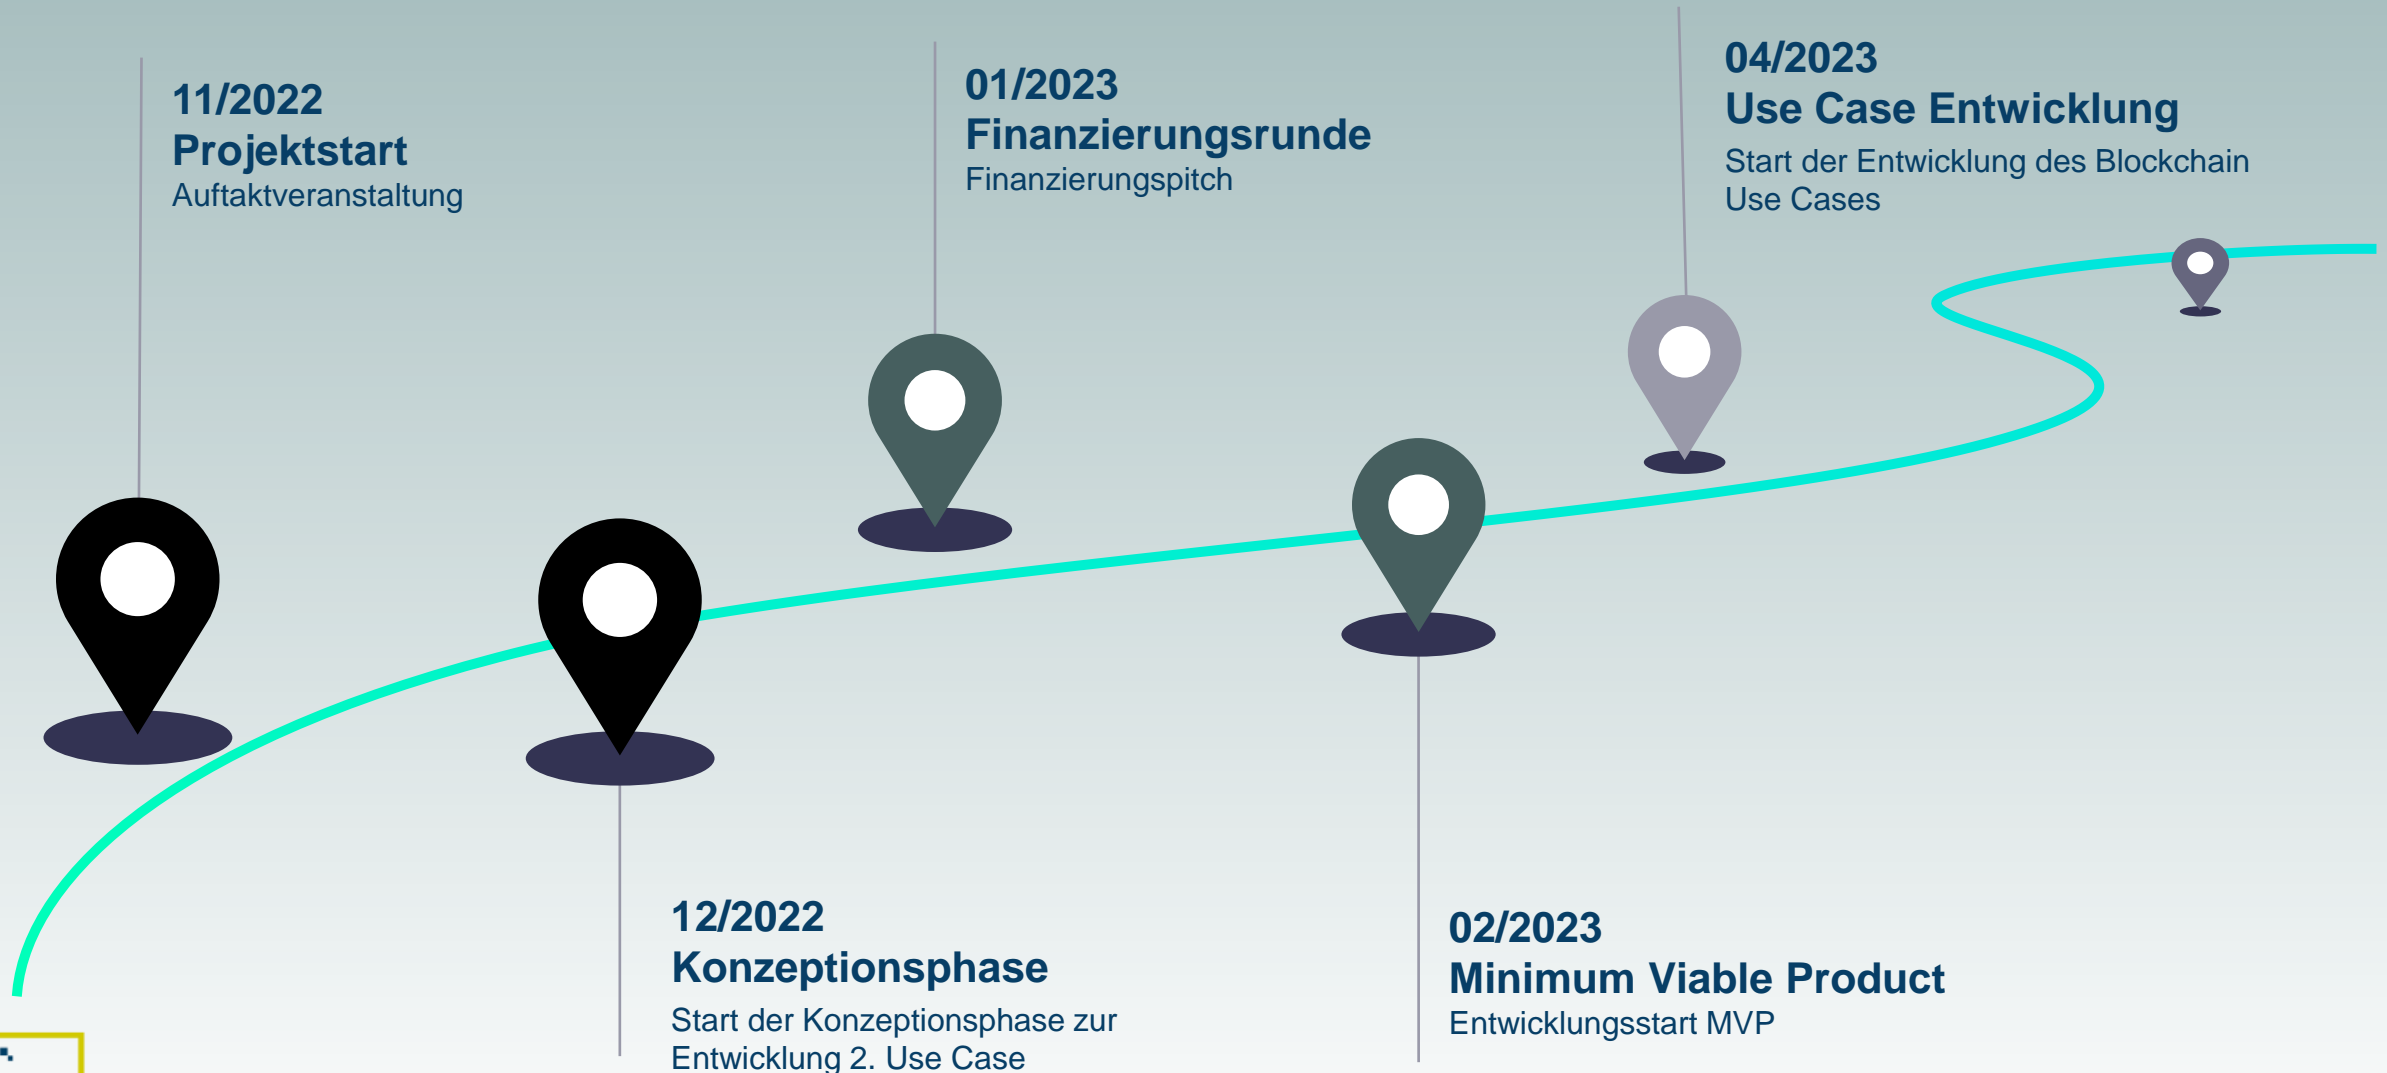 11/2022
Projektstart
Auftaktveranstaltung
12/2022
Konzeptionsphase
Start der Konzeptionsphase zur
Entwicklung 2. Use Case
01/2023
Finanzierungsrunde
Finanzierungspitch
02/2023
Minimum Viable Product
Entwicklungsstart MVP
04/2023
Use Case Entwicklung
Start der Entwicklung des Blockchain
Use Cases